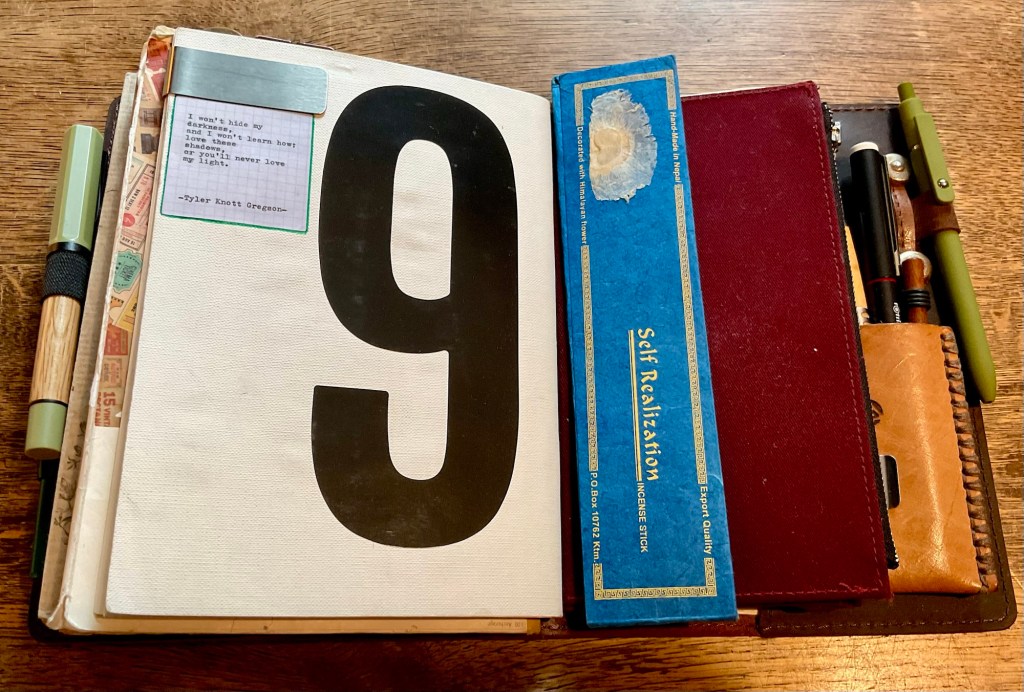 I won't hide my
darkness,
and I won't learn how;
love these
shadows,
or you'll never love
my light.
-Tyler Knott Gregson-
9
15
Hand-Made in Nepal
Decorated with Himalayan flower
Self Realization
INCENSE STICK
Export Quality
P.O.Box 10762 Ktm.